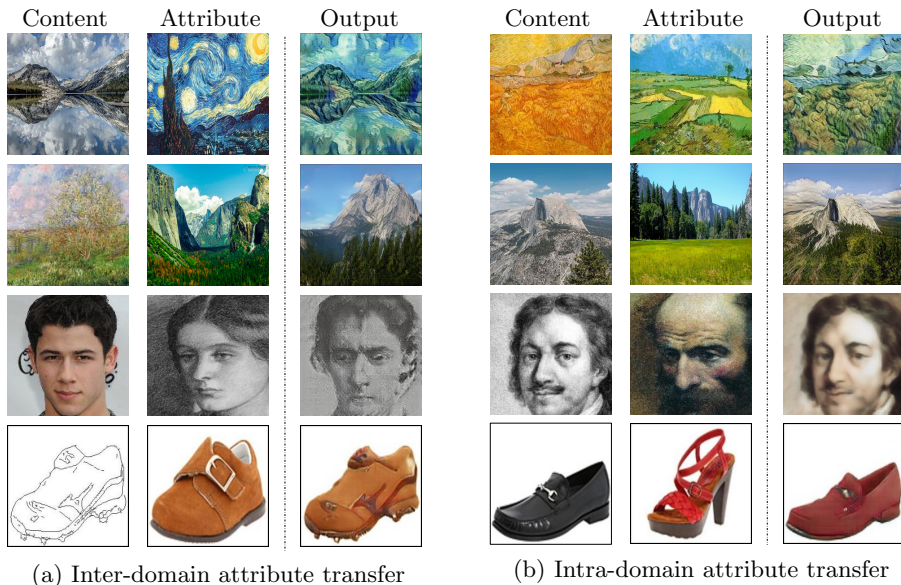 Content Attribute Output Content Attribute Output
(a) Inter-domain attribute transfer (b) Intra-domain attribute transfer